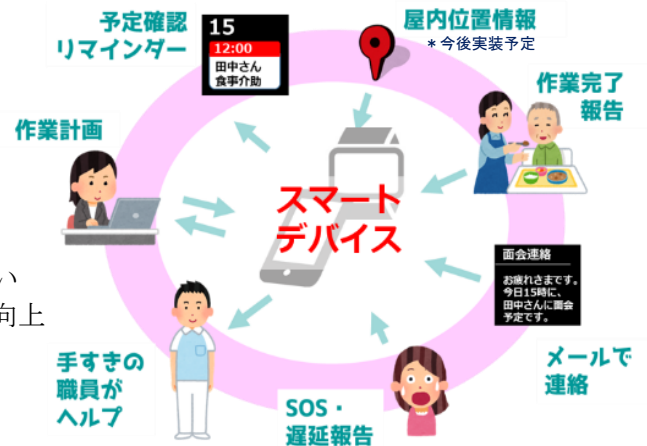 予定確認
リマインダー
15
12:00
田中さん
食事介助
屋内位置情報
＊今後実装予定
作業完了
報告
作業計画
スマート
デバイス
面会連絡
お疲れさまです。
今日15時に、
田中さんに面会
予定です。
い
向上
手すきの
職員が
ヘルプ
SOS・
遅延報告
メールで
連絡